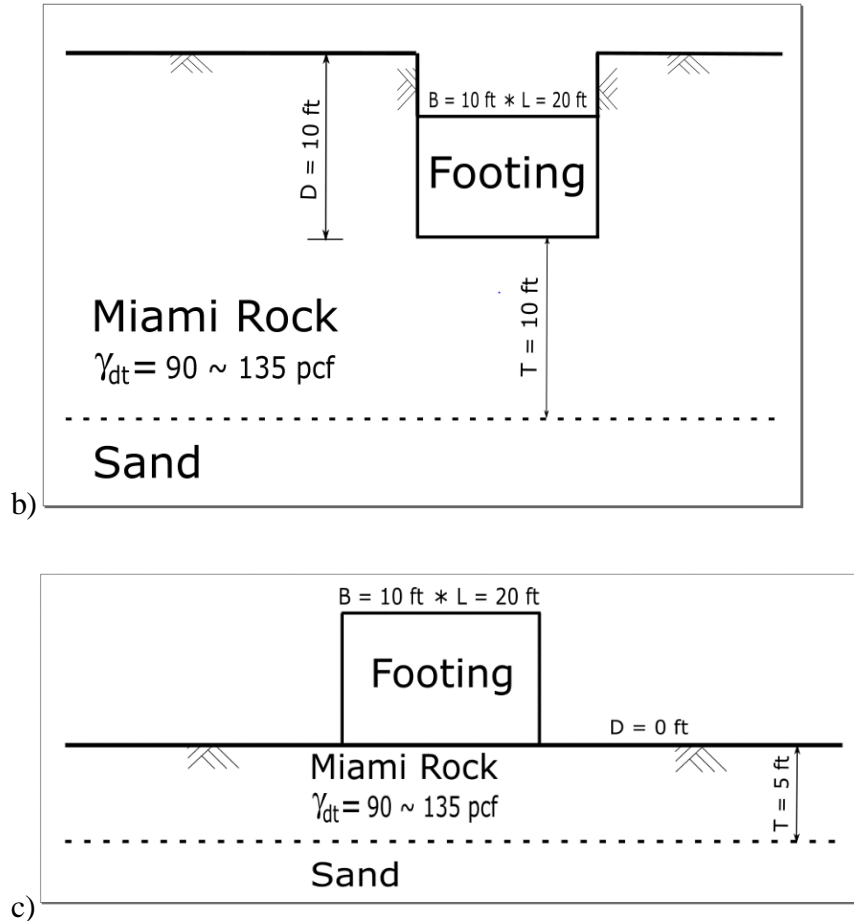 B = 10 ft * L = 20 ft
D = 10 ft
Footing
T = 10 ft
Miami Rock
γdt = 90 ~ 135 pcf
Sand
b)
B = 10 ft * L = 20 ft
Footing
D = 0 ft
Miami Rock
γdt = 90 ~ 135 pcf
T = 5 ft
Sand
c)